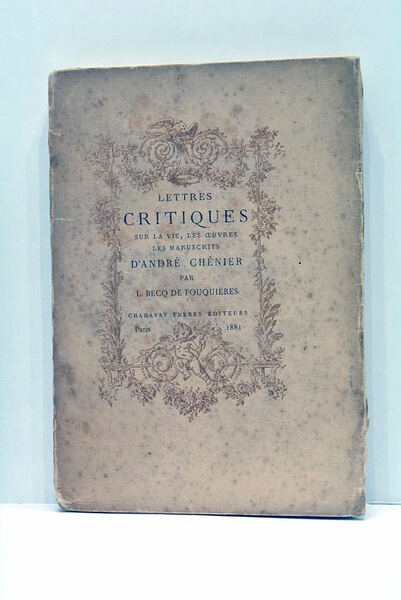 LETTRES
CRITIQUES
SUR LA VIE, LES ŒUVRES
LES MANUSCRITS
D'ANDRÉ CHÉNIER
PAR
L. BECQ DE FOUQUIÈRES
CHARAVAY FRÈRES ÉDITEURS
Paris 1881